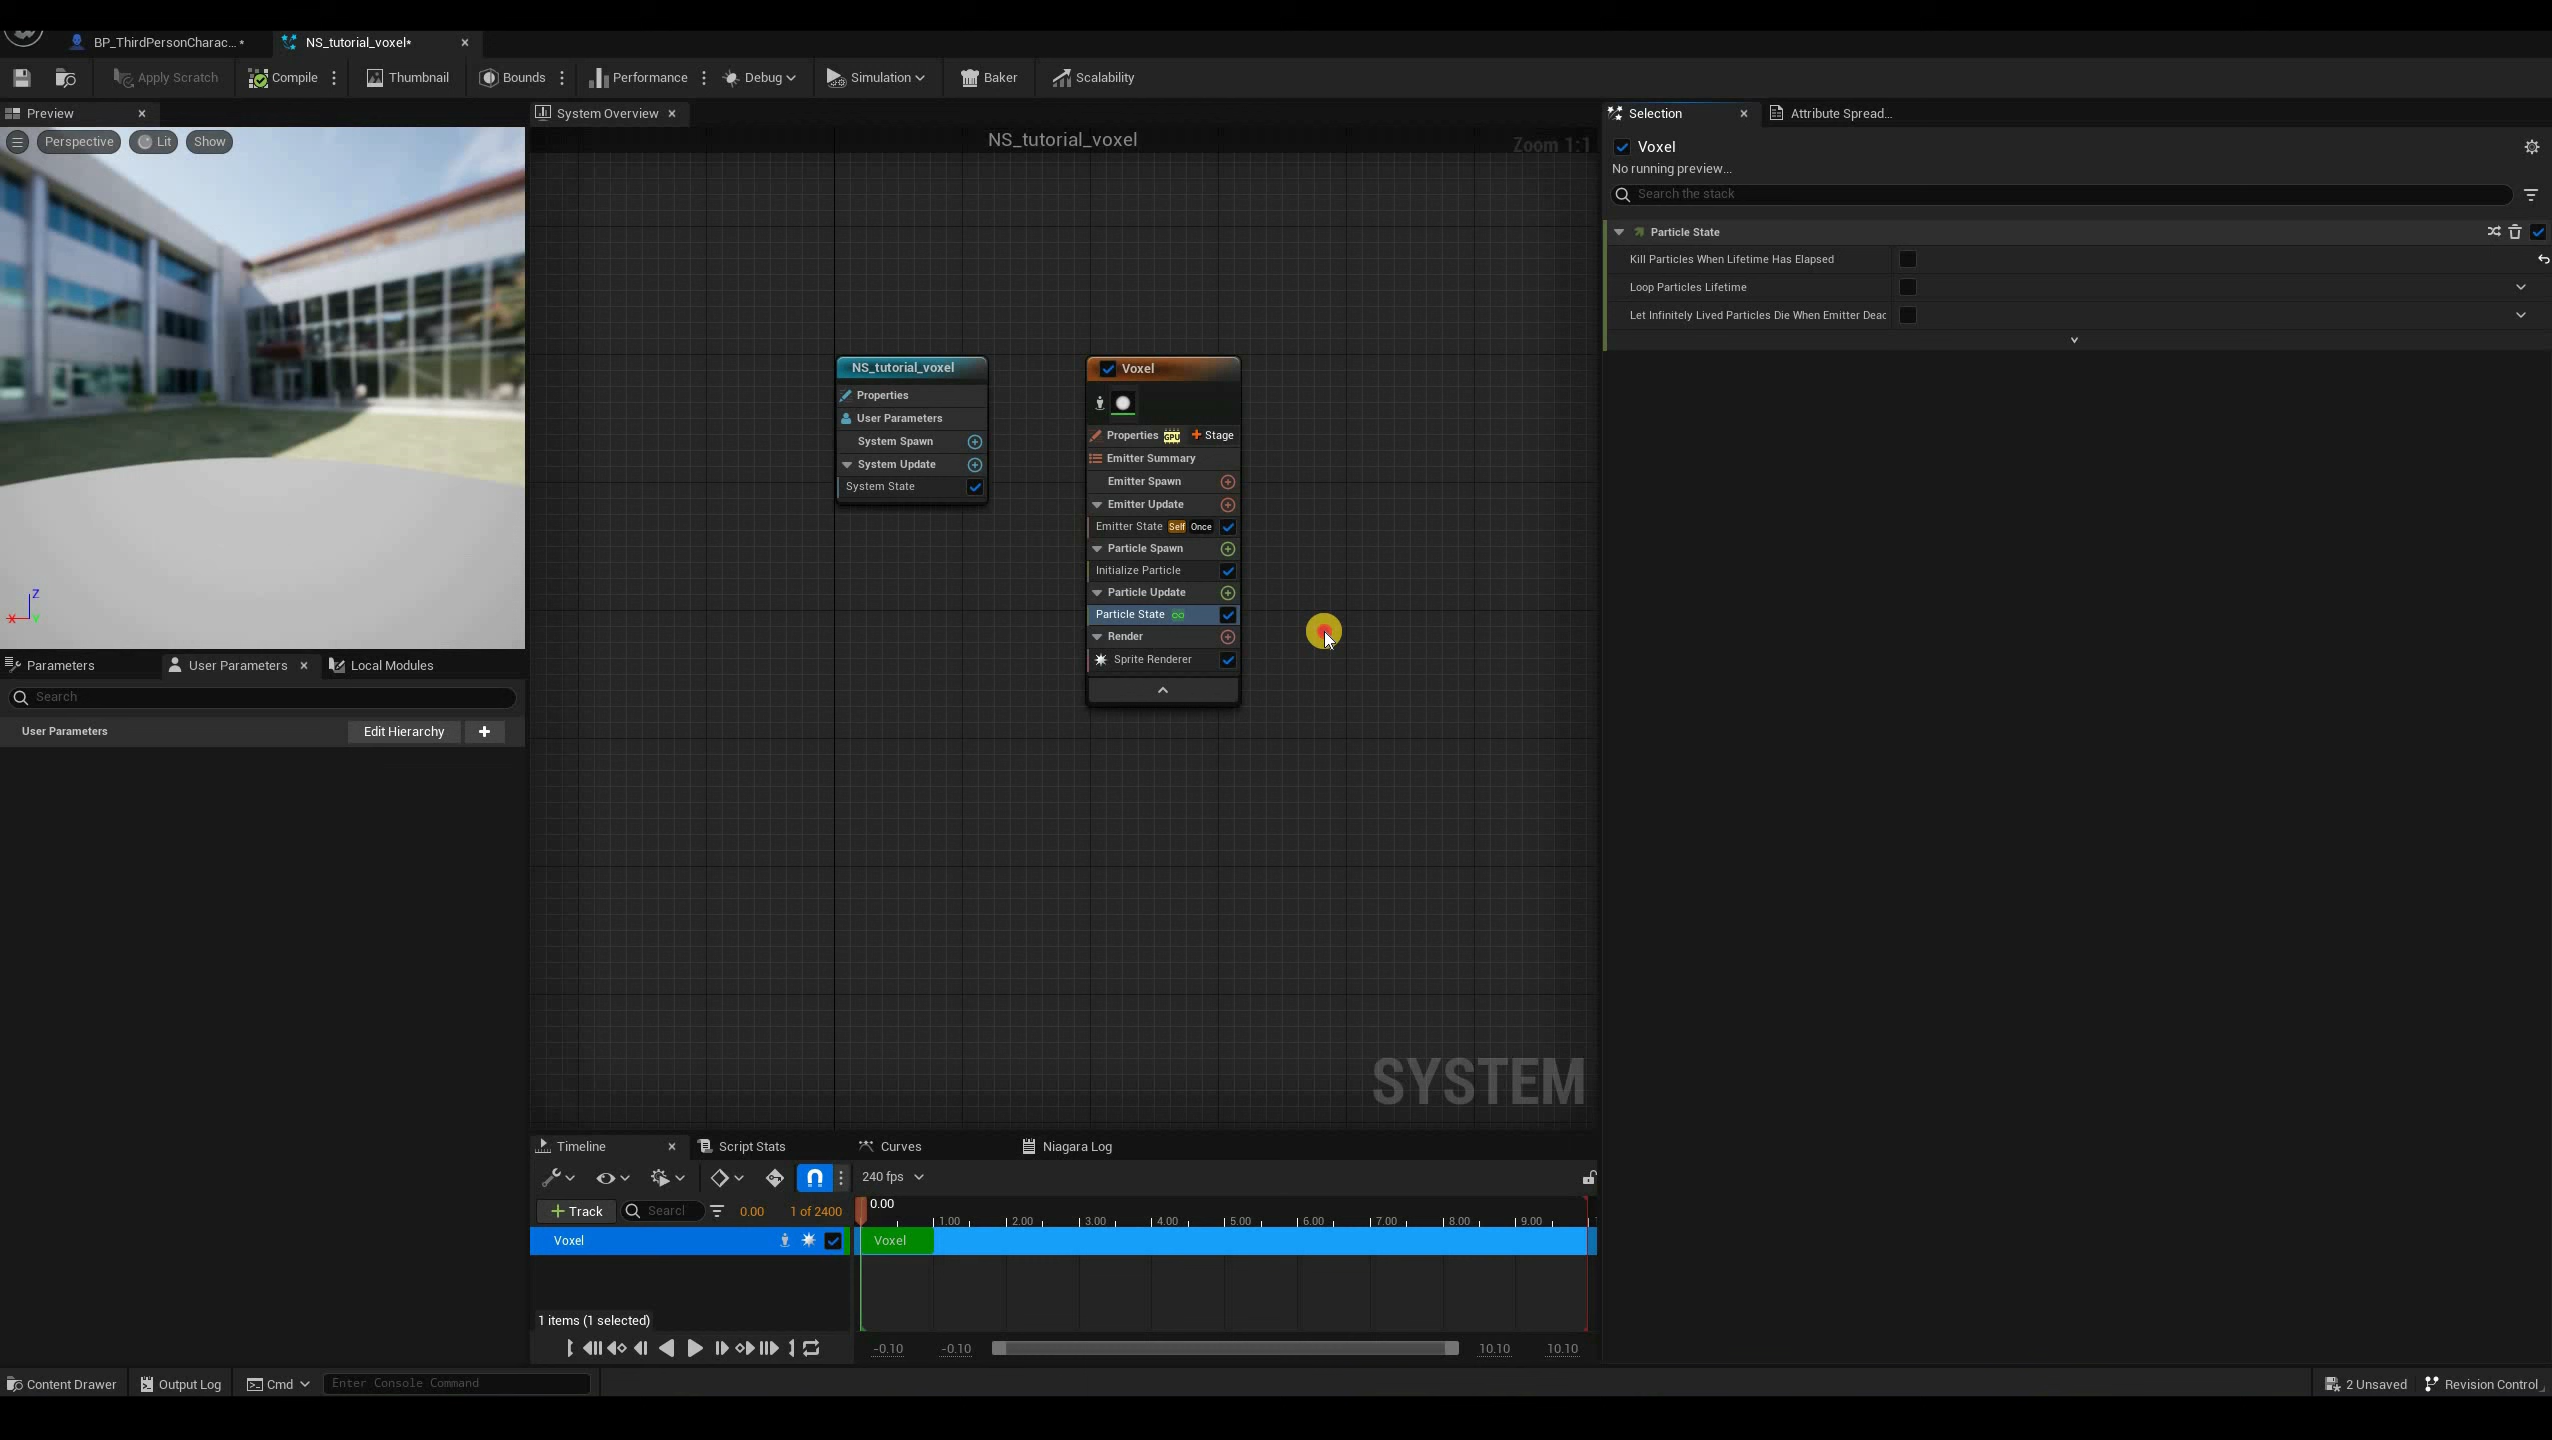 BP_ThirdPersonCharac...*
NS_tutorial_voxel*
Apply Scratch
Compile
Thumbnail
Bounds
Performance
Debug
Simulation
Baker
Scalability
Preview
System Overview
Selection
Attribute Spread...
Perspective
Lit
Show
NS_tutorial_voxel
Zoom 1:1
Voxel
No running preview...
Search the stack
Particle State
Kill Particles When Lifetime Has Elapsed
Loop Particles Lifetime
Let Infinitely Lived Particles Die When Emitter Deac
NS_tutorial_voxel
Properties
User Parameters
System Spawn
System Update
System State
Voxel
Properties GPU + Stage
Emitter Summary
Emitter Spawn
Emitter Update
Emitter State Self Once
Particle Spawn
Initialize Particle
Particle Update
Particle State
Render
Sprite Renderer
Z
X
Y
Parameters
User Parameters
Local Modules
Search
User Parameters
Edit Hierarchy
SYSTEM
Timeline
Script Stats
Curves
Niagara Log
240 fps
+ Track
Searcl
0.00
1 of 2400
0.00
1.00 2.00 3.00 4.00 5.00 6.00 7.00 8.00 9.00
Voxel
Voxel
1 items (1 selected)
-0.10
-0.10
10.10
10.10
Content Drawer
Output Log
Cmd
Enter Console Command
2 Unsaved
Revision Control